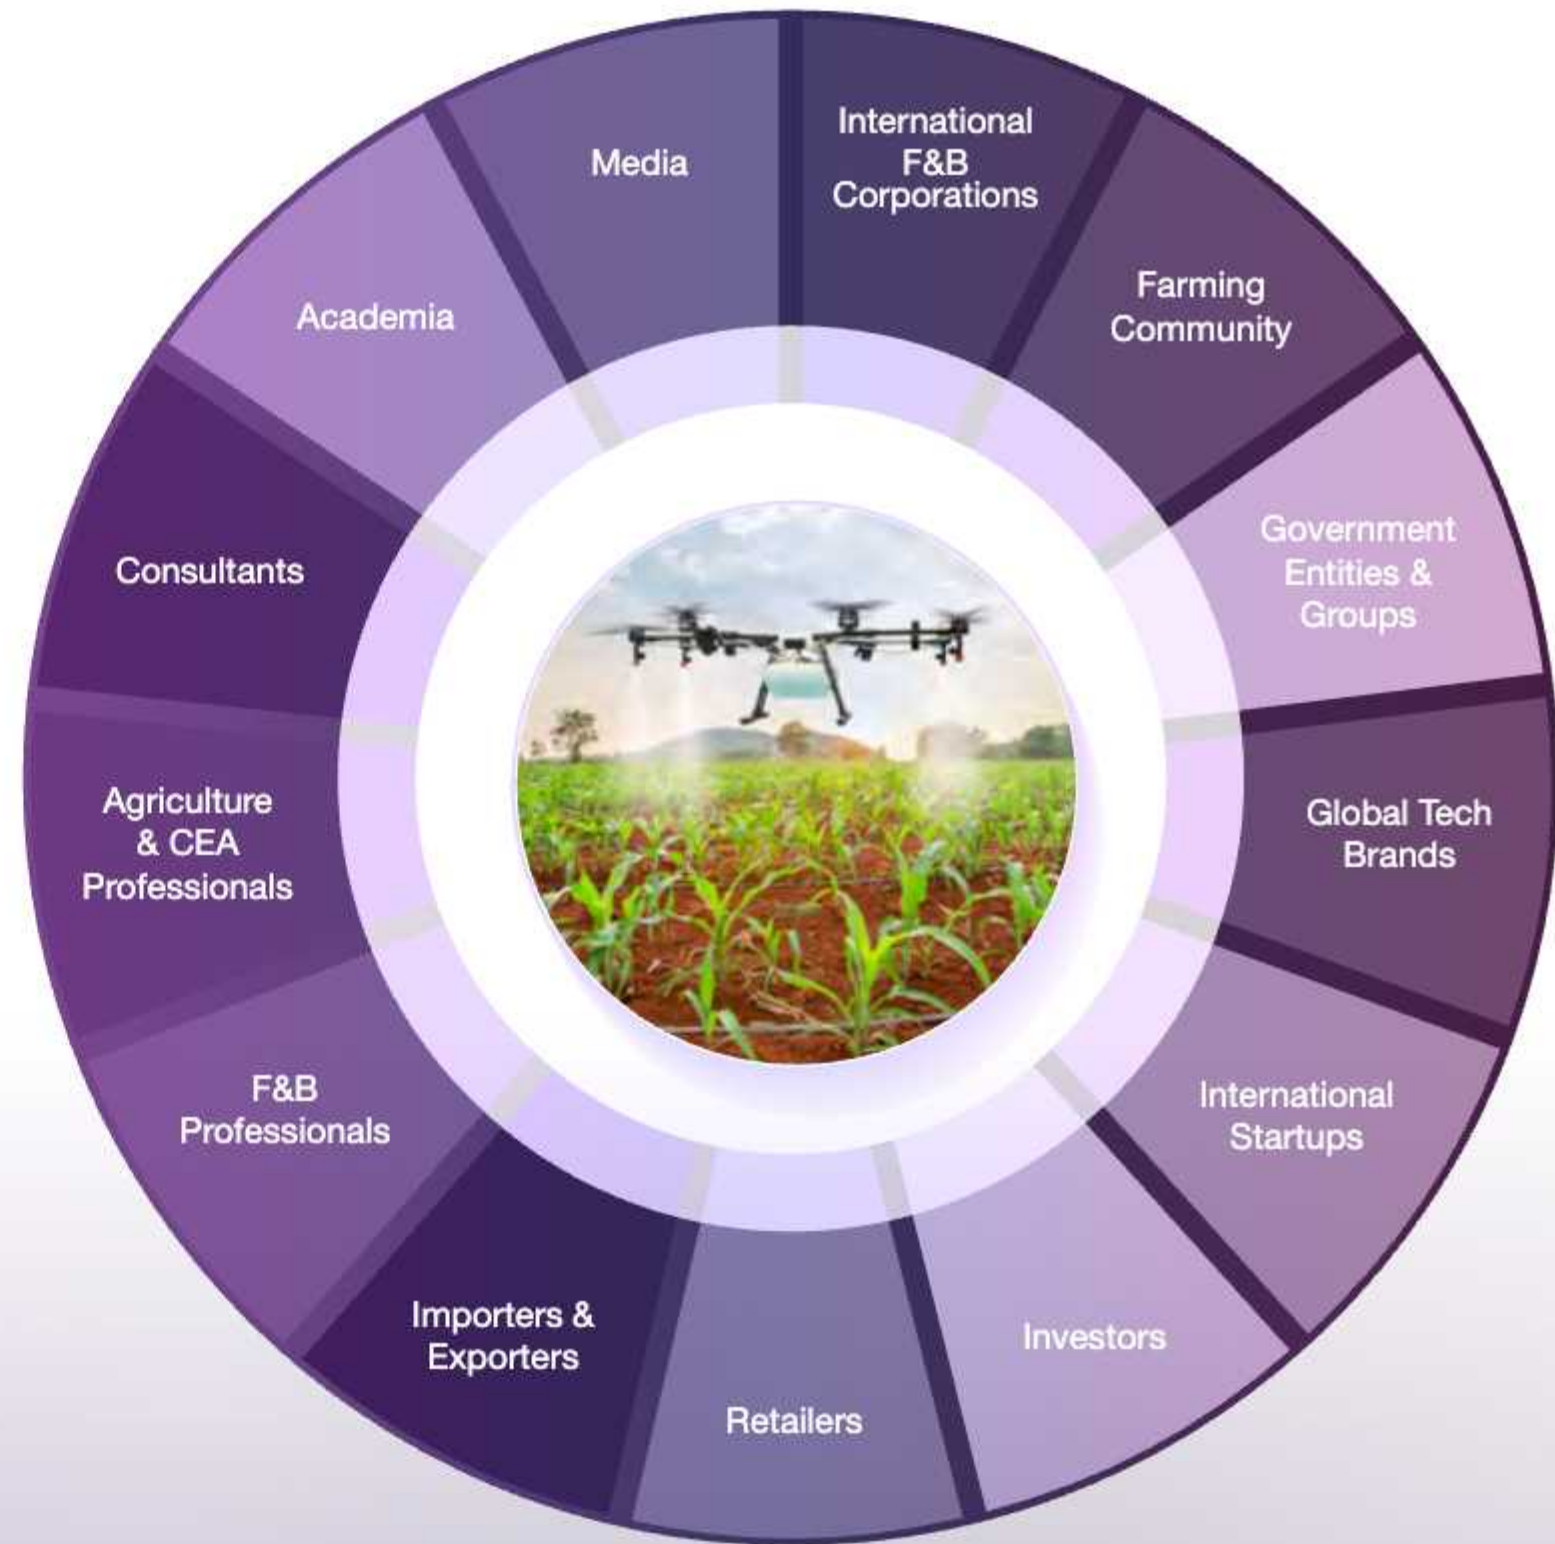 International
F&B
Corporations
Farming
Community
Government
Entities &
Groups
Global Tech
Brands
International
Startups
Investors
Retailers
Importers &
Exporters
F&B
Professionals
Agriculture
& CEA
Professionals
Consultants
Academia
Media